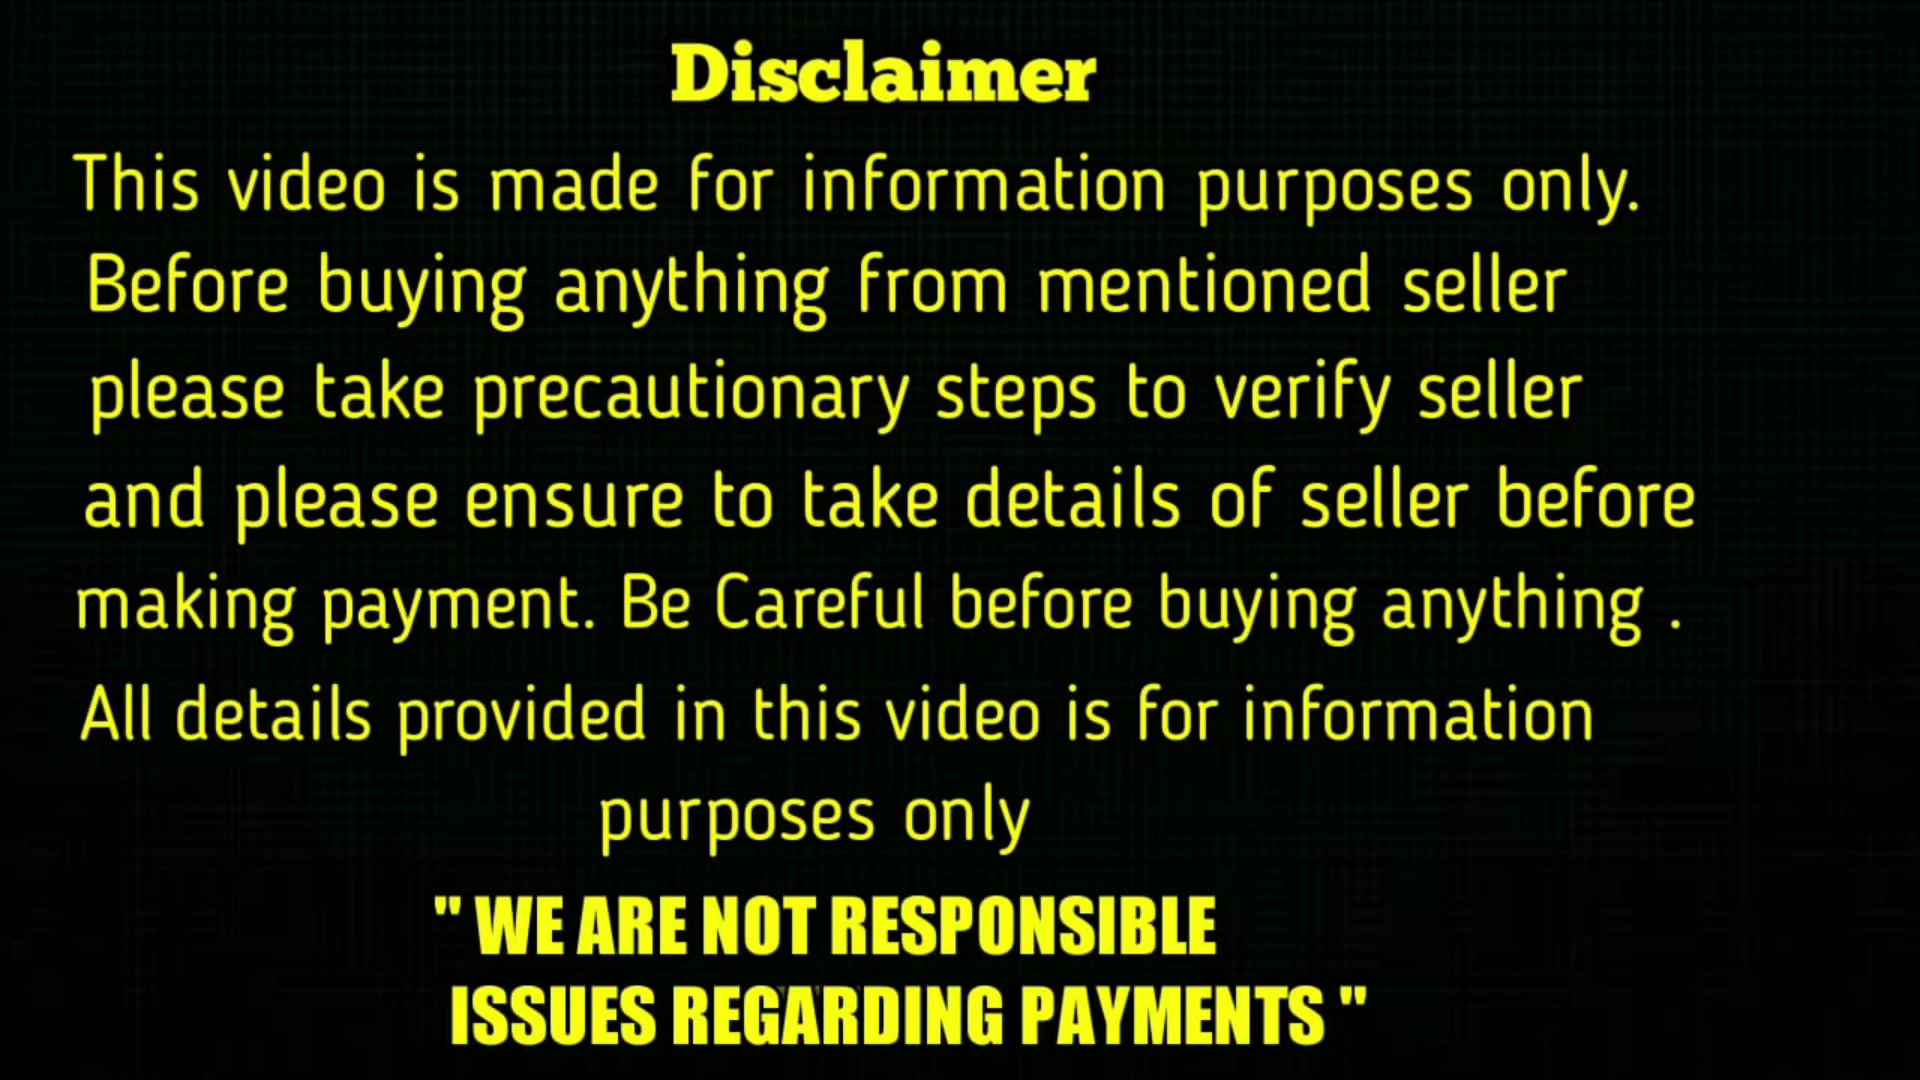 Disclaimer
This video is made for information purposes only.
Before buying anything from mentioned seller
please take precautionary steps to verify seller
and please ensure to take details of seller before
making payment. Be Careful before buying anything .
All details provided in this video is for information
purposes only
" WE ARE NOT RESPONSIBLE
ISSUES REGARDING PAYMENTS "